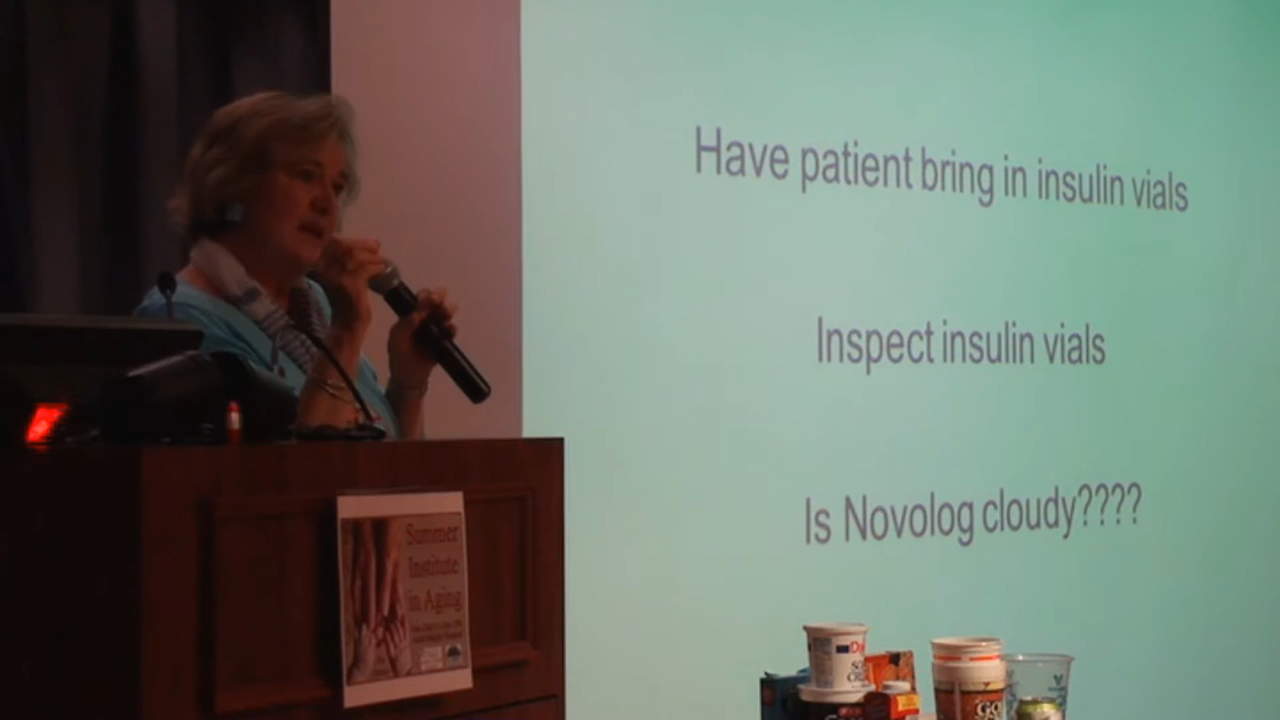 Have patient bring in insulin vials
Inspect insulin vials
Is Novolog cloudy????
Summer
Institute
in Aging